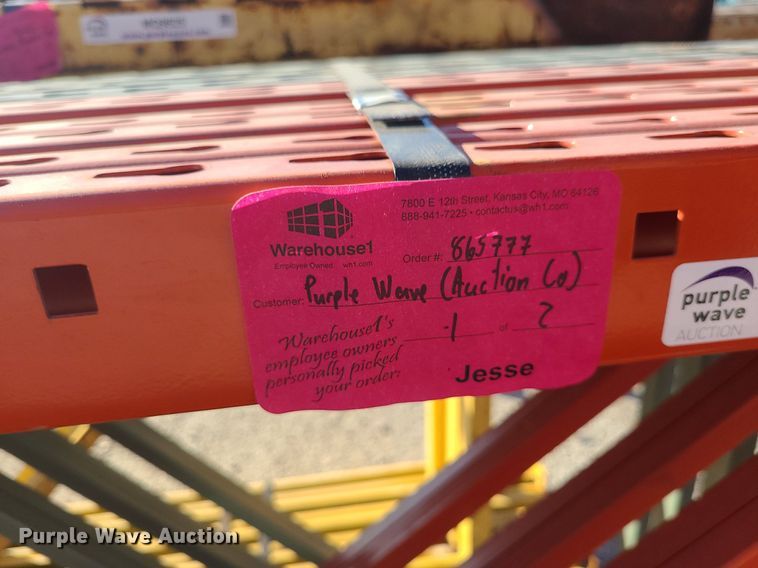 7800 E 12th Street, Kansas City, MO 64126
888-941-7225 • contactus@wh1.com
Warehouse1
Employee Owned wh1.com
Order#: 865777
Customer: Purple Wave (Auction Co)
Warehouse1's
employee owners
personally picked
your order:
1 of 2
Jesse
purple
wave
AUCTION
Purple Wave Auction